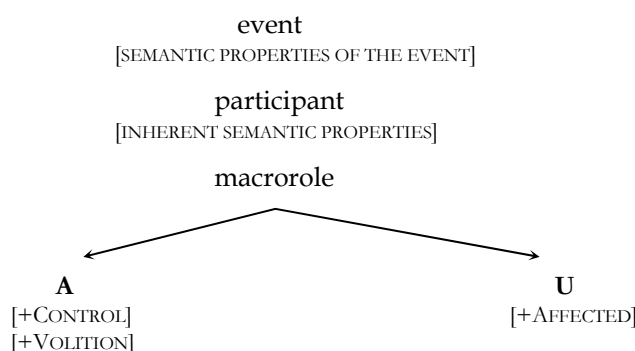 event
[SEMANTIC PROPERTIES OF THE EVENT]
participant
[INHERENT SEMANTIC PROPERTIES]
macrorole
A U
[+CONTROL] [+AFFECTED]
[+VOLITION]